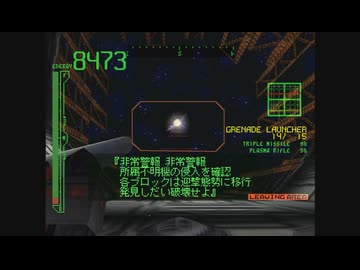 ENERGY 8473
S
GRENADE LAUNCHER
14/ 15
TRIPLE MISSILE
PLASMA RIFLE
『非常警報 非常警報
所属不明機の侵入を確認
各ブロックは迎撃態勢に移行
発見しだい破壊せよ』
LEAVING AREA